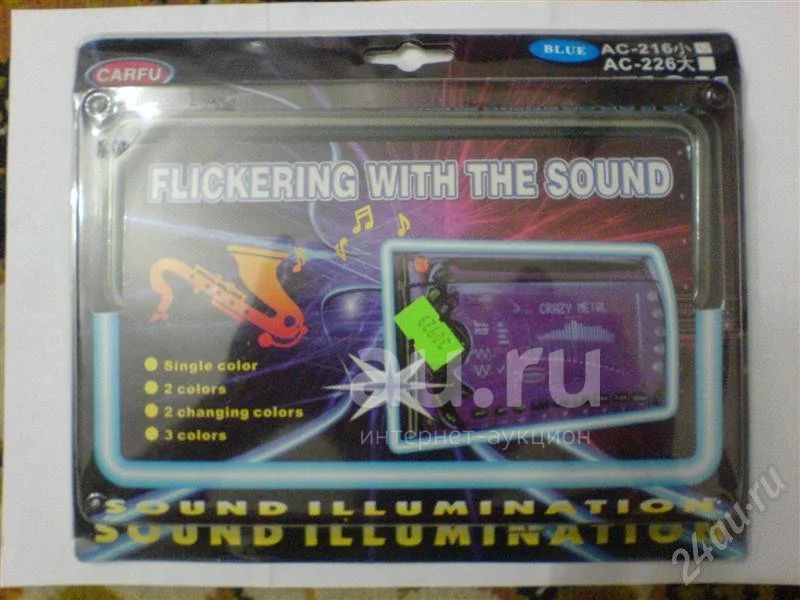 CARFU
BLUE
AC-216小
AC-226大
FLICKERING WITH THE SOUND
CRAZY METAL
30929
Single color
2 colors
2 changing colors
3 colors
au.ru
интернет-аукцион
SOUND ILLUMINATION
SOUND ILLUMINATION
24au.ru